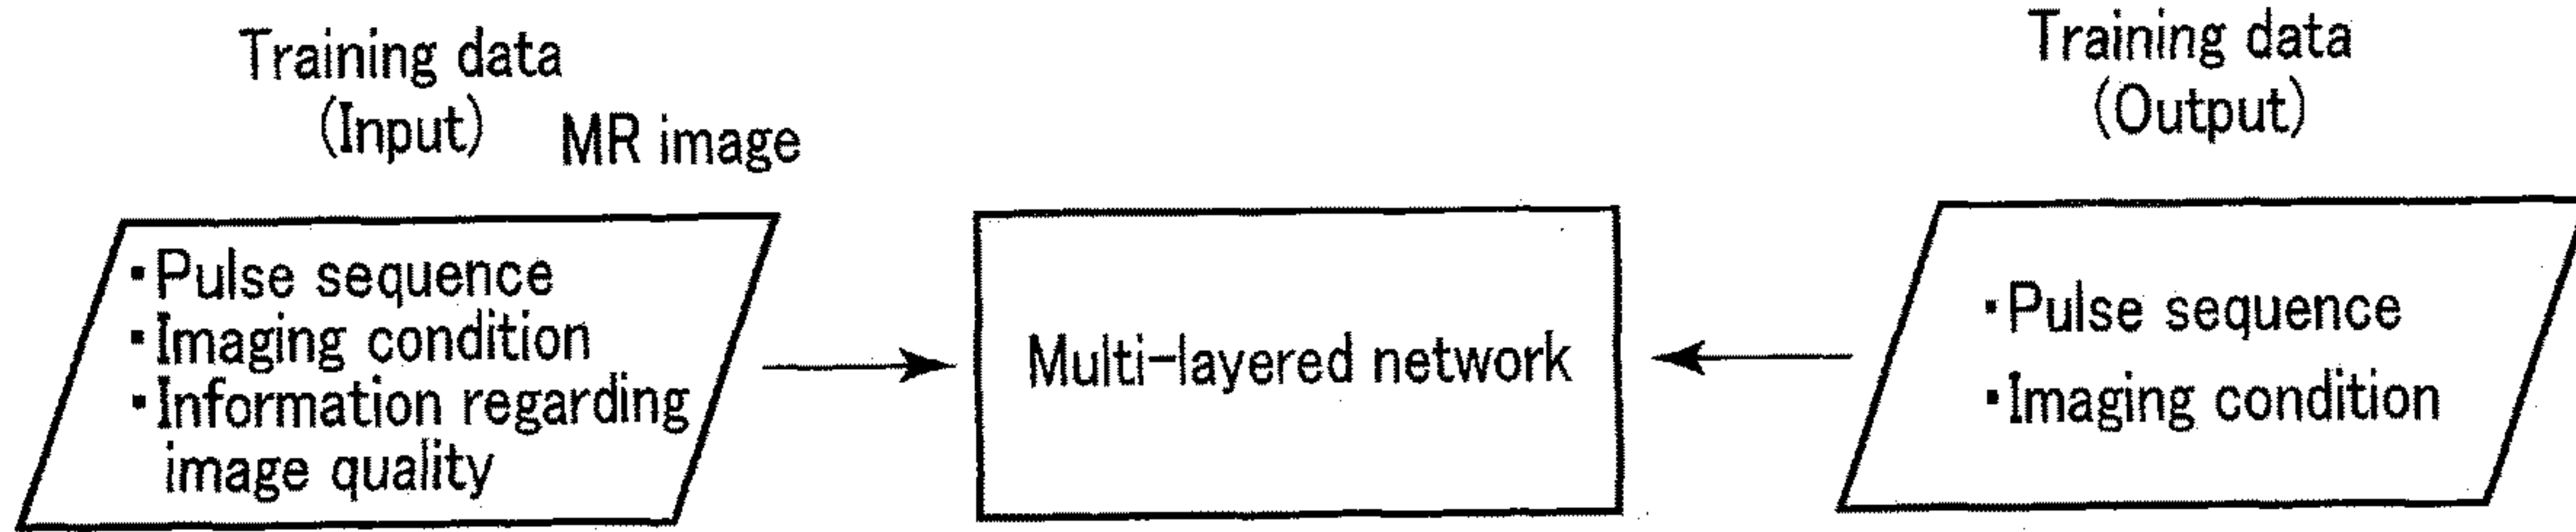 Training data
(Input)
MR image
・Pulse sequence
・Imaging condition
・Information regarding
image quality
Multi-layered network
Training data
(Output)
・Pulse sequence
・Imaging condition